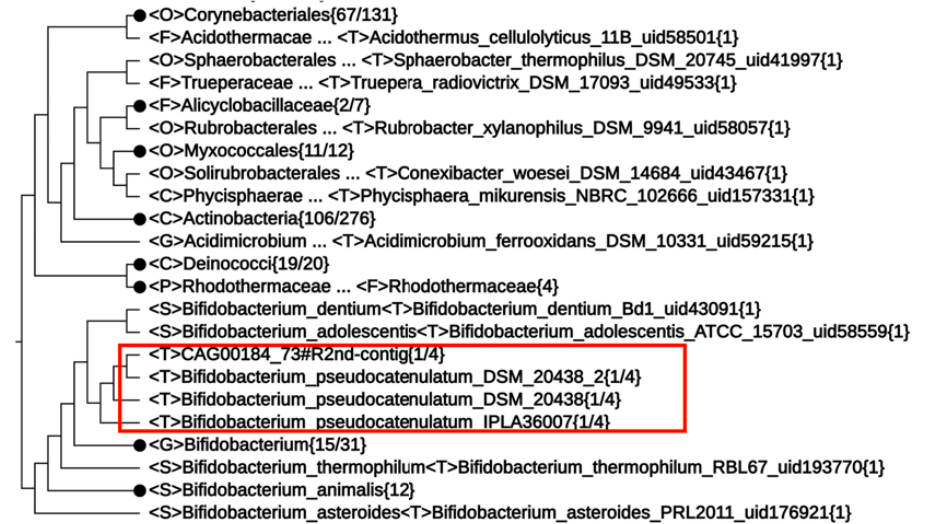 <O>Corynebacteriales{67/131}
<F>Acidothermacae ... <T>Acidothermus_cellulolyticus_11B_uid58501{1}
<O>Sphaerobacterales ... <T>Sphaerobacter_thermophilus_DSM_20745_uid41997{1}
<F>Trueperaceae ... <T>Truepera_radiovictrix_DSM_17093_uid49533{1}
<F>Alicyclobacillaceae{2/7}
<O>Rubrobacterales ... <T>Rubrobacter_xylanophilus_DSM_9941_uid58057{1}
<O>Myxococcales{11/12}
<O>Solirubrobacterales ... <T>Conexibacter_woesei_DSM_14684_uid43467{1}
<C>Phycisphaerae ... <T>Phycisphaera_mikurensis_NBRC_102666_uid157331{1}
<C>Actinobacteria{106/276}
<G>Acidimicrobium ... <T>Acidimicrobium_ferrooxidans_DSM_10331_uid59215{1}
<C>Deinococci{19/20}
<P>Rhodothermaceae ... <F>Rhodothermaceae{4}
<S>Bifidobacterium_dentium<T>Bifidobacterium_dentium_Bd1_uid43091{1}
<S>Bifidobacterium_adolescentis<T>Bifidobacterium_adolescentis_ATCC_15703_uid58559{1}
<T>CAG00184_73#R2nd-contig{1/4}
<T>Bifidobacterium_pseudocatenulatum_DSM_20438_2{1/4}
<T>Bifidobacterium_pseudocatenulatum_DSM_20438{1/4}
<T>Bifidobacterium_pseudocatenulatum_IPLA36007{1/4}
<G>Bifidobacterium{15/31}
<S>Bifidobacterium_thermophilum<T>Bifidobacterium_thermophilum_RBL67_uid193770{1}
<S>Bifidobacterium_animalis{12}
<S>Bifidobacterium_asteroides<T>Bifidobacterium_asteroides_PRL2011_uid176921{1}